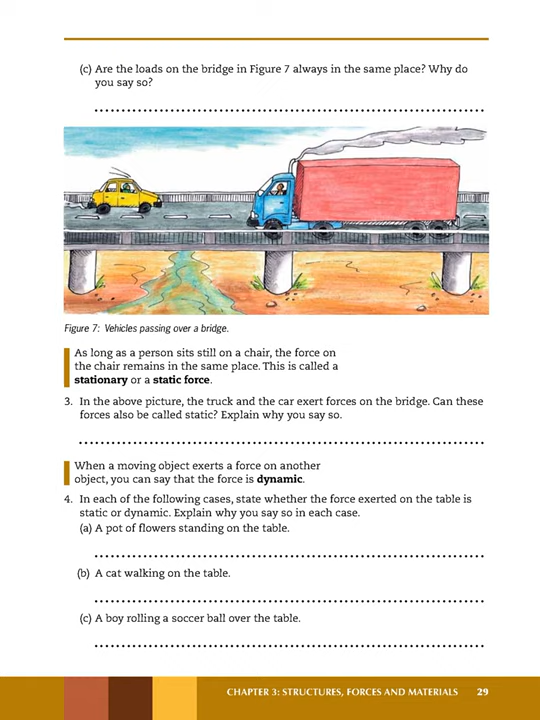 (c) Are the loads on the bridge in Figure 7 always in the same place? Why do
you say so?
Figure 7: Vehicles passing over a bridge.
As long as a person sits still on a chair, the force on
the chair remains in the same place. This is called a
stationary or a static force.
3. In the above picture, the truck and the car exert forces on the bridge. Can these
forces also be called static? Explain why you say so.
When a moving object exerts a force on another
object, you can say that the force is dynamic.
4. In each of the following cases, state whether the force exerted on the table is
static or dynamic. Explain why you say so in each case.
(a) A pot of flowers standing on the table.
(b) A cat walking on the table.
(c) A boy rolling a soccer ball over the table.
CHAPTER 3: STRUCTURES, FORCES AND MATERIALS 29